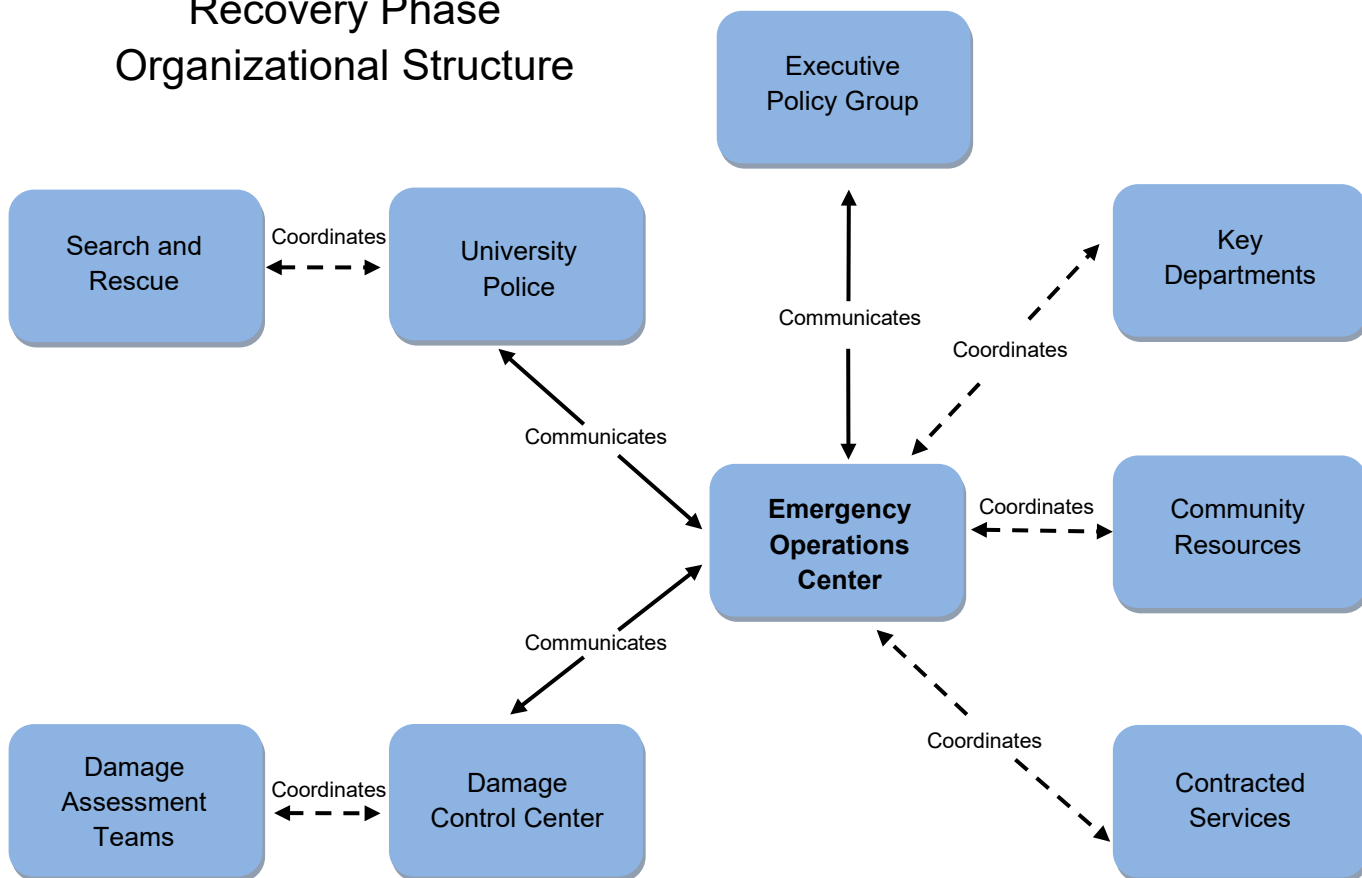 Recovery Phase
Organizational Structure
Executive
Policy Group
Search and
Rescue
Coordinates
University
Police
Key
Departments
Communicates
Coordinates
Communicates
Emergency
Operations
Center
Coordinates
Community
Resources
Communicates
Damage
Assessment
Teams
Coordinates
Damage
Control Center
Coordinates
Contracted
Services